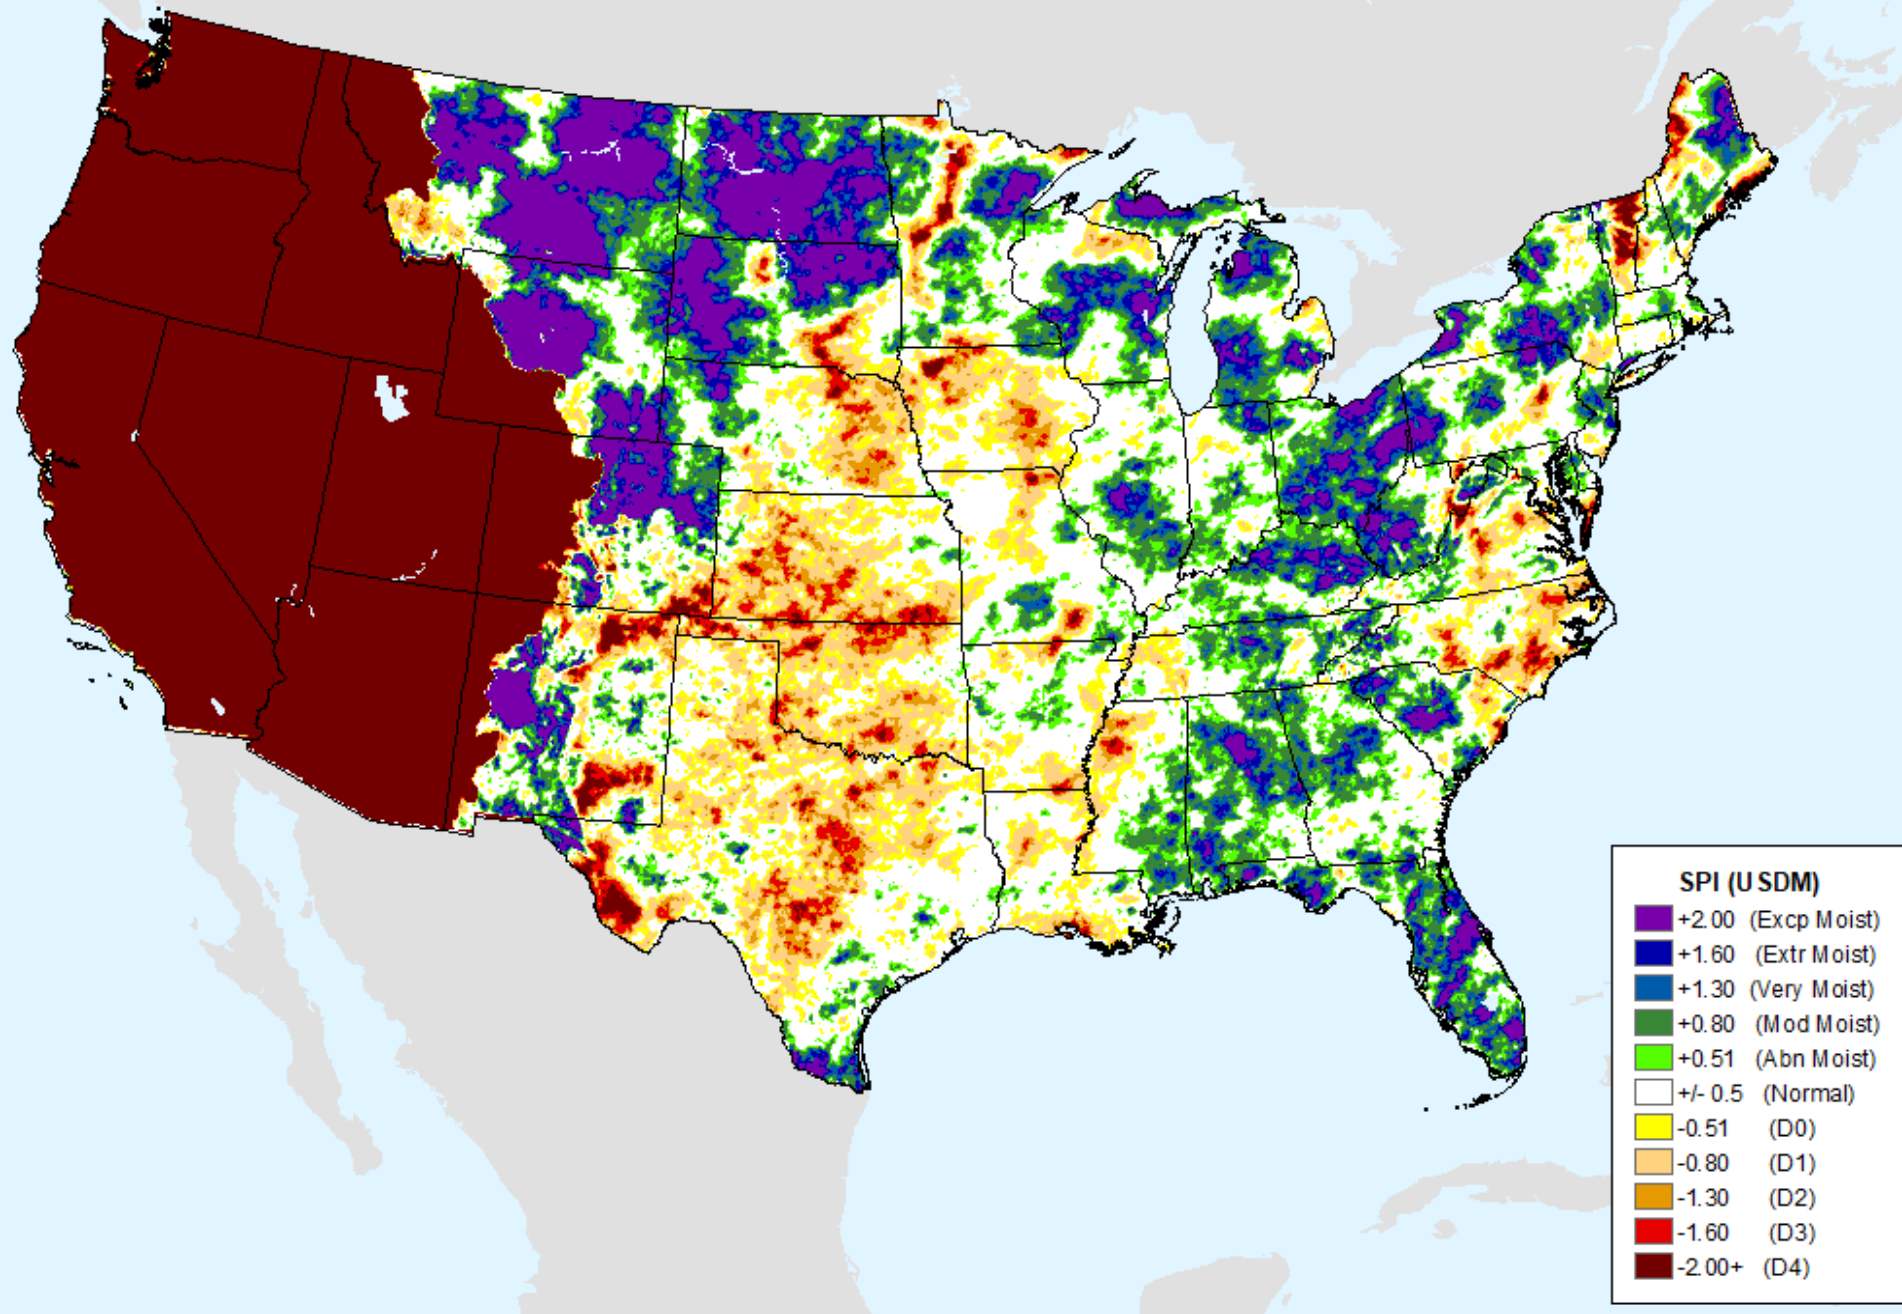 SPI (USDM)
+2.00 (Excp Moist)
+1.60 (Extr Moist)
+1.30 (Very Moist)
+0.80 (Mod Moist)
+0.51 (Abn Moist)
+/- 0.5 (Normal)
-0.51 (D0)
-0.80 (D1)
-1.30 (D2)
-1.60 (D3)
-2.00+ (D4)